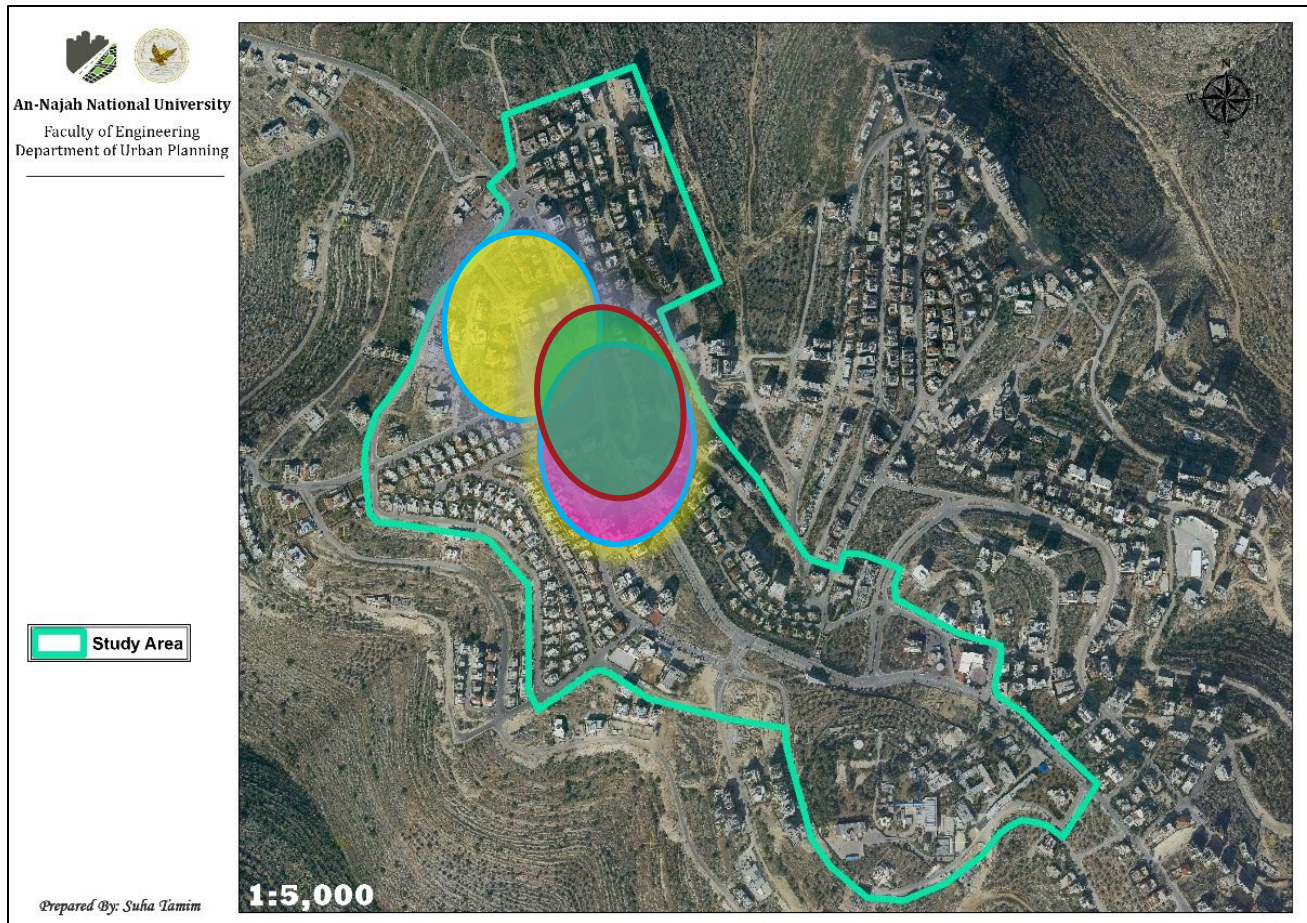 An-Najah National University
Faculty of Engineering
Department of Urban Planning
Study Area
Prepared By: Suha Tamim
1:5,000
N
W
E
S